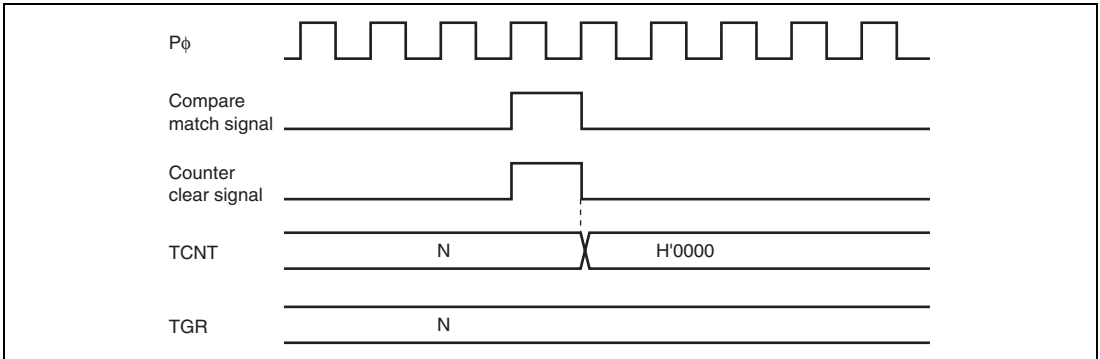 Pϕ
Compare
match signal
Counter
clear signal
TCNT
N
H'0000
TGR
N